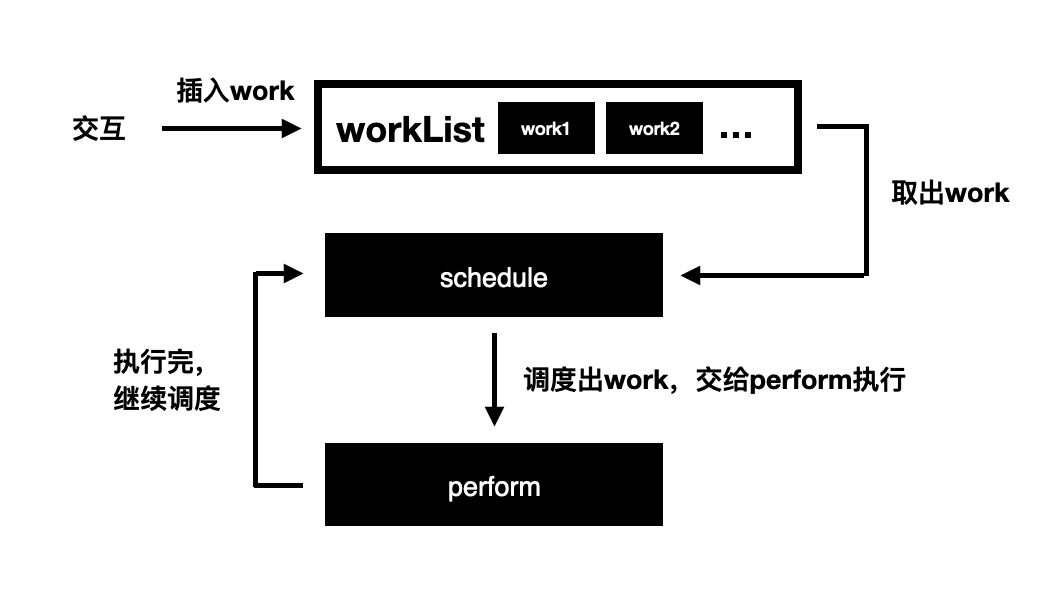 插入work
交互
workList
work1
work2
...
取出work
schedule
执行完，
继续调度
调度出work，交给perform执行
perform